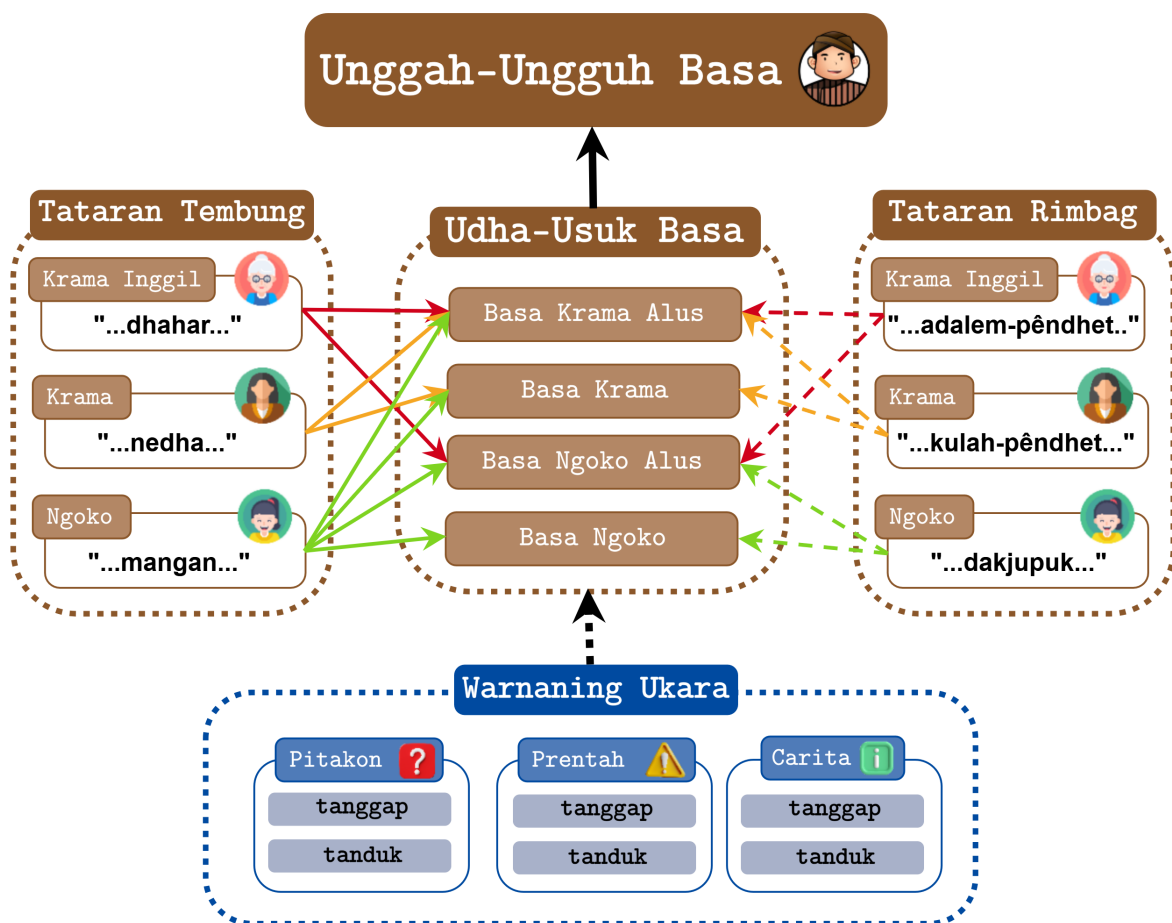 Unggah-Ungguh Basa
Tataran Tembung
Krama Inggil
"...dhahar..."
Krama
"...nedha..."
Ngoko
"...mangan..."
Udha-Usuk Basa
Basa Krama Alus
Basa Krama
Basa Ngoko Alus
Basa Ngoko
Tataran Rimbag
Krama Inggil
"...adalem-pêndhet.."
Krama
"...kulah-pêndhet..."
Ngoko
"...dakjupuk..."
Warnaning Ukara
Pitakon ?
tanggap
tanduk
Prentah
tanggap
tanduk
Carita i
tanggap
tanduk